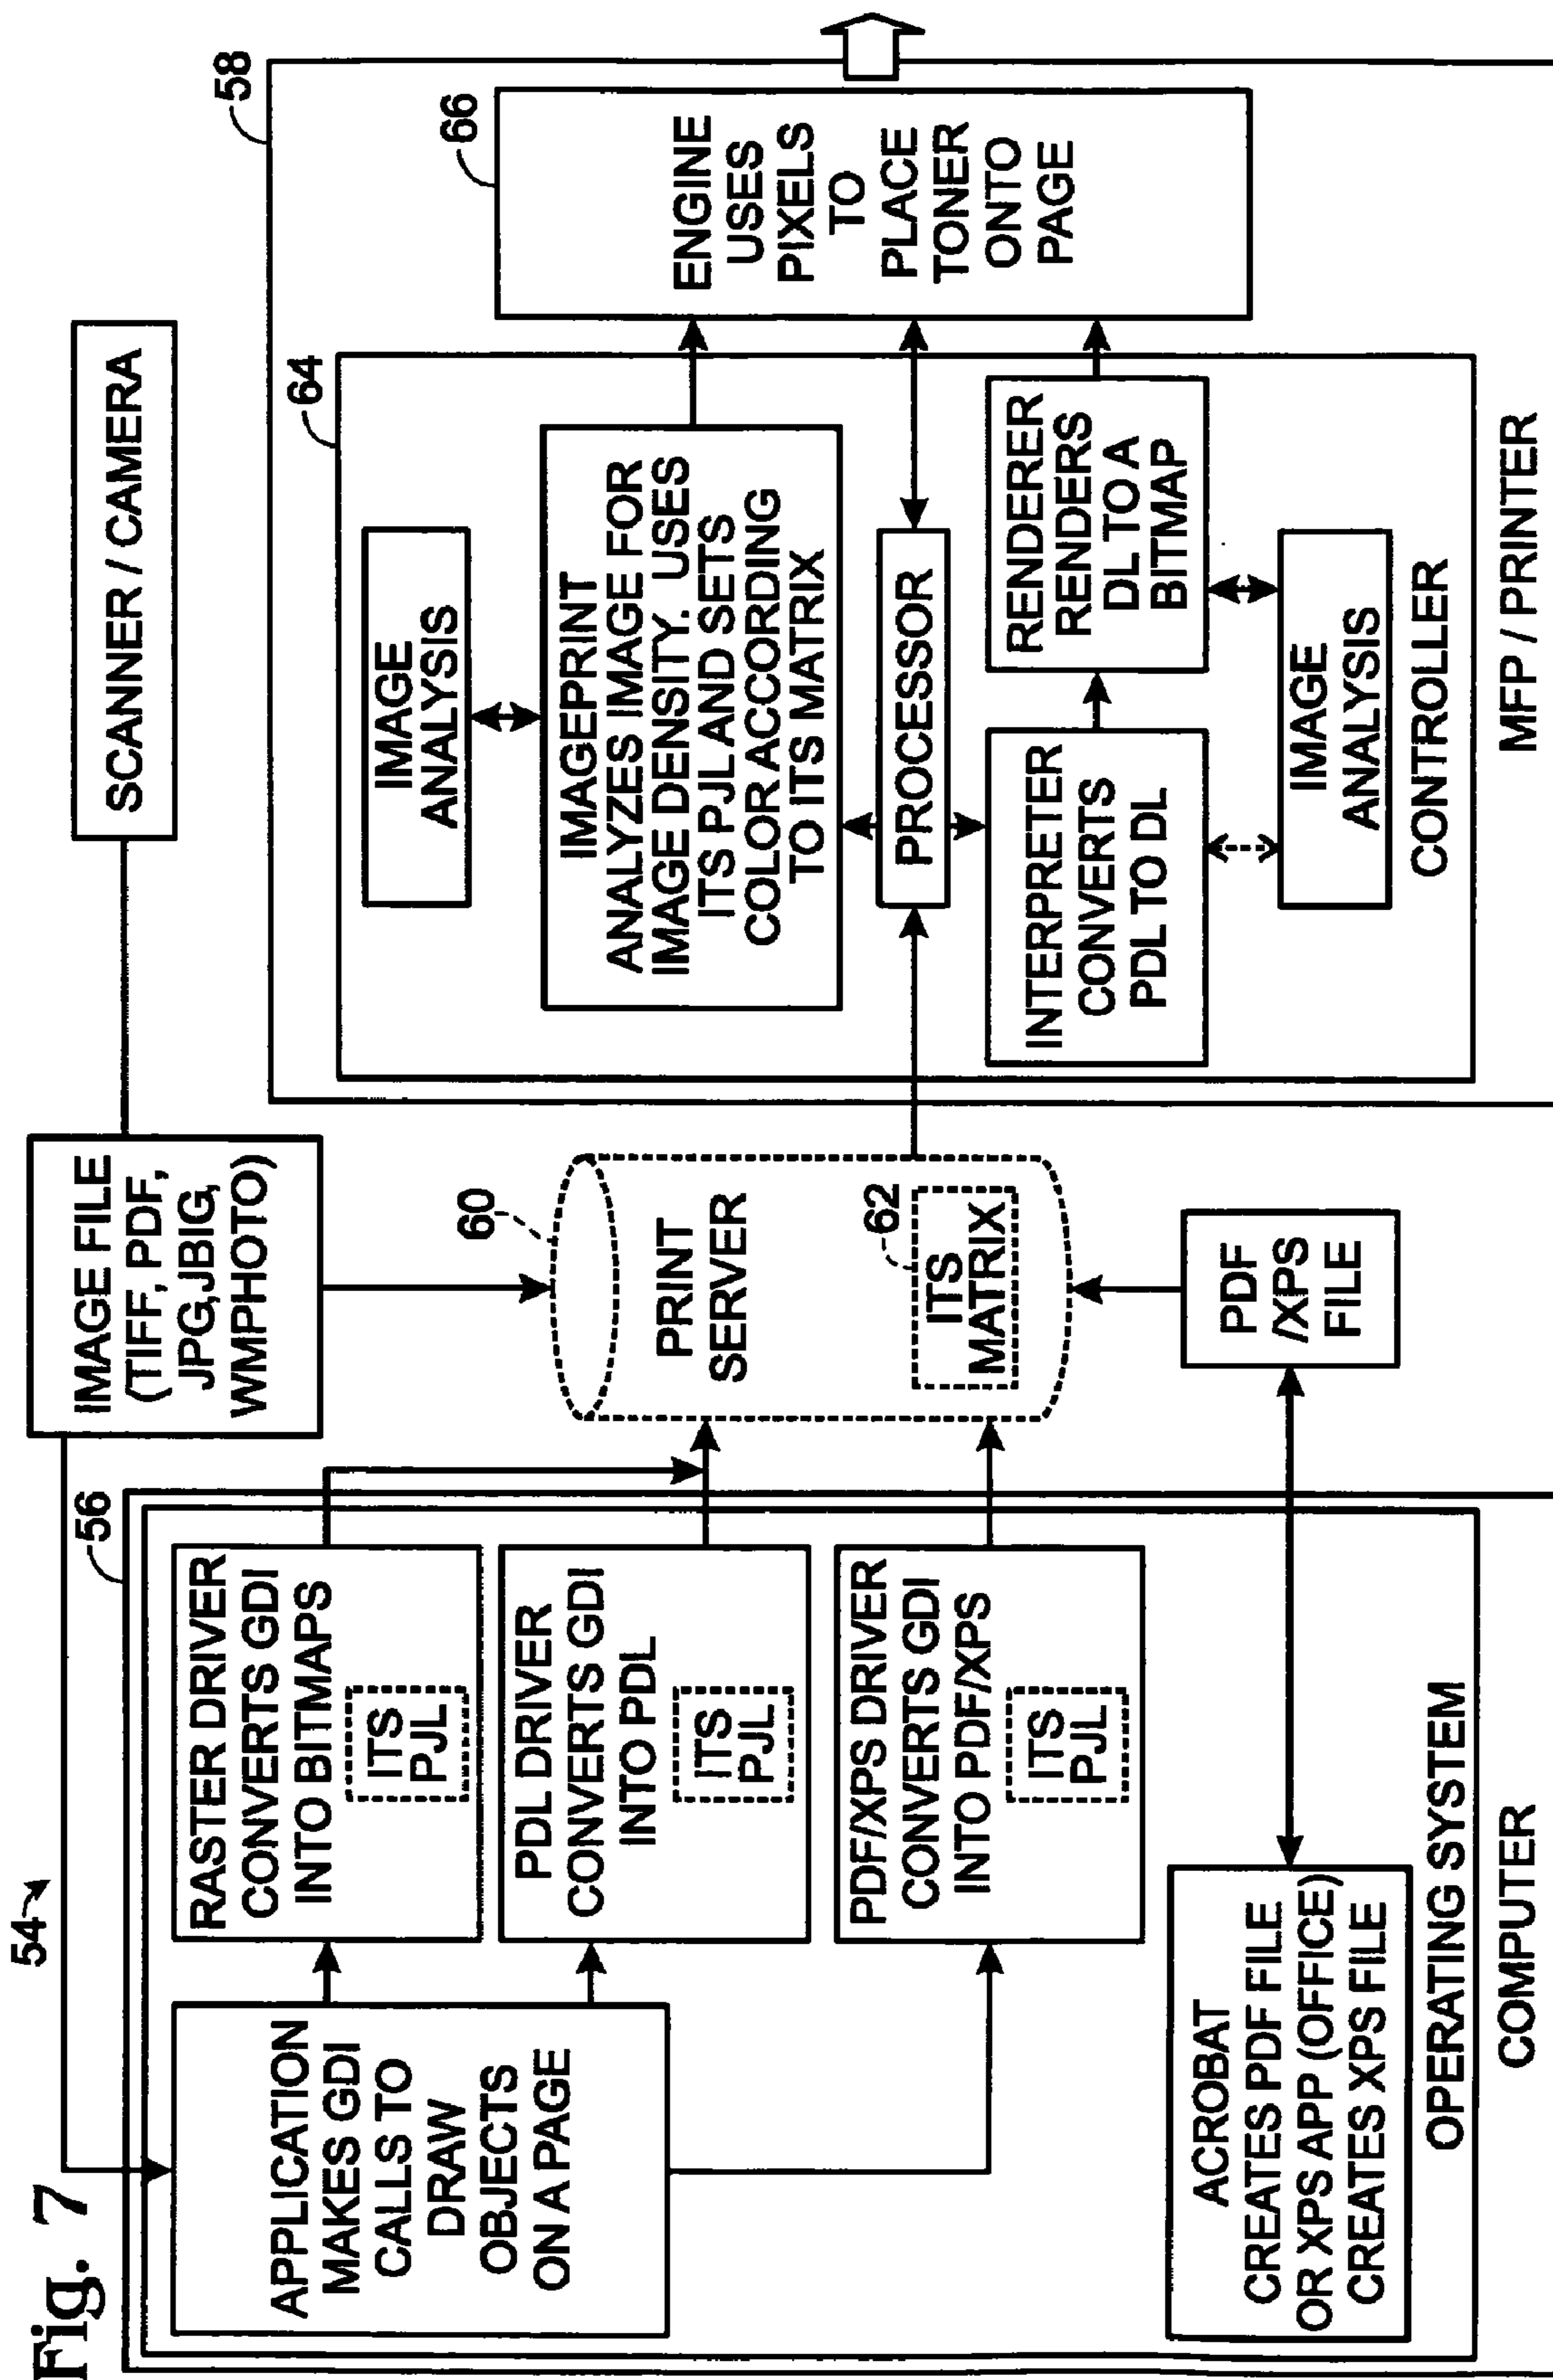 Fig. 7
54
SCANNER / CAMERA
IMAGE FILE
(TIFF, PDF,
JPG,JBIG,
WMPHOTO)
56
APPLICATION
MAKES GDI
CALLS TO
DRAW
OBJECTS
ON A PAGE
RASTER DRIVER
CONVERTS GDI
INTO BITMAPS
ITS
PJL
PDL DRIVER
CONVERTS GDI
INTO PDL
ITS
PJL
PDF/XPS DRIVER
CONVERTS GDI
INTO PDF/XPS
ITS
PJL
ACROBAT
CREATES PDF FILE
OR XPS APP (OFFICE)
CREATES XPS FILE
OPERATING SYSTEM
COMPUTER
60
PRINT
SERVER
62
ITS
MATRIX
PDF
/XPS
FILE
58
64
IMAGE
ANALYSIS
IMAGEPRINT
ANALYZES IMAGE FOR
IMAGE DENSITY. USES
ITS PJL AND SETS
COLOR ACCORDING
TO ITS MATRIX
PROCESSOR
INTERPRETER
CONVERTS
PDL TO DL
RENDERER
RENDERS
DL TO A
BITMAP
IMAGE
ANALYSIS
CONTROLLER
66
ENGINE
USES
PIXELS
TO
PLACE
TONER
ONTO
PAGE
MFP / PRINTER